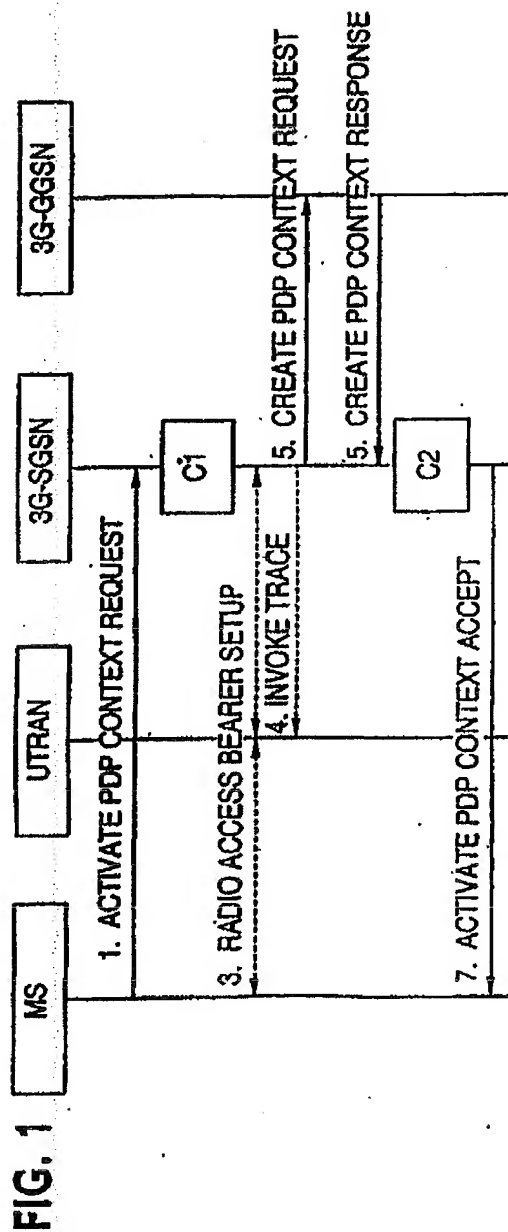 FIG. 1
MS
UTRAN
3G-SGSN
3G-GGSN
1. ACTIVATE PDP CONTEXT REQUEST
C1
3. RADIO ACCESS BEARER SETUP
4. INVOKE TRACE
5. CREATE PDP CONTEXT REQUEST
5. CREATE PDP CONTEXT RESPONSE
C2
7. ACTIVATE PDP CONTEXT ACCEPT